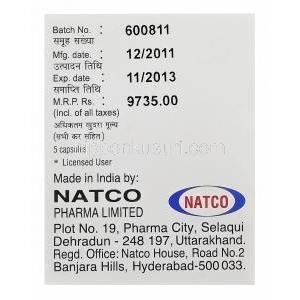 Batch No. : 600811
समूह संख्या
Mfg. date : 12/2011
उत्पादन तिथि
Exp. date : 11/2013
समाप्ति तिथि
M.R.P. Rs. : 9735.00
(Incl. of all taxes)
अधिकतम खुदरा मूल्य
(सभी कर सहित)
5 capsules
* Licensed User
Made in India by:
NATCO
PHARMA LIMITED
NATCO
Plot No. 19, Pharma City, Selaqui
Dehradun - 248 197, Uttarakhand.
Regd. Office: Natco House, Road No.2
Banjara Hills, Hyderabad-500 033.